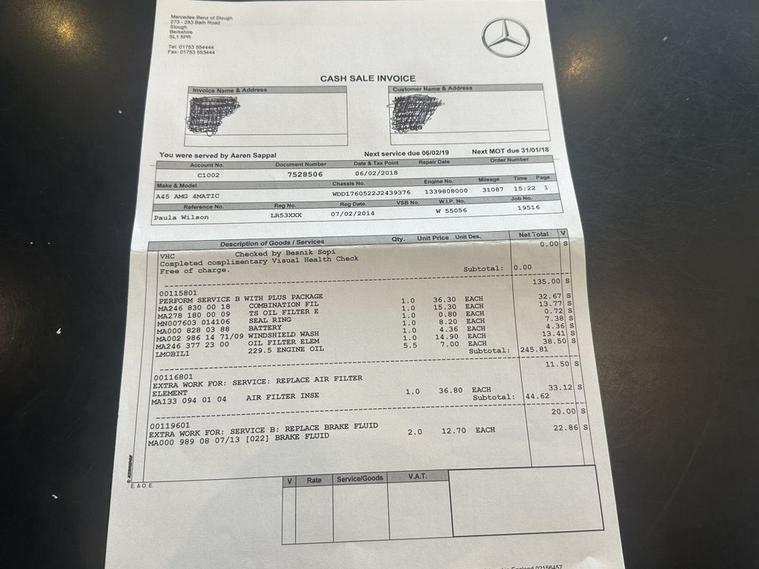 Mercedes-Benz of Slough
273 - 283 Bath Road
Slough
Berkshire
SL1 5PR
Tel: 01753 554444
Fax: 01753 553444
CASH SALE INVOICE
Invoice Name & Address
Customer Name & Address
You were served by Aaren Sappal Next service due 06/02/19 Next MOT due 31/01/18
Account No. Document Number Date & Tax Point Repair Date Order Number
C1002 7528506 06/02/2018
Make & Model Chassis No. Engine No. Mileage Time Page
A45 AMG 4MATIC WDD1760522J2439376 1339808000 31087 15:22 1
Reference No. Reg No. Reg Date. VSB No. W.I.P. No. Job No.
Paula Wilson LR53XXX 07/02/2014 W 55056 19516
Description of Goods / Services Qty. Unit Price Unit Des. Net Total V
VHC Checked by Besnik Sopi 0.00 S
Completed complimentary Visual Health Check
Free of charge. Subtotal: 0.00
00115801 135.00 S
PERFORM SERVICE B WITH PLUS PACKAGE
MA246 830 00 18 COMBINATION FIL 1.0 36.30 EACH 32.67 S
MA278 180 00 09 TS OIL FILTER E 1.0 15.30 EACH 13.77 S
MN007603 014106 SEAL RING 1.0 0.80 EACH 0.72 S
MA000 828 03 88 BATTERY 1.0 8.20 EACH 7.38 S
MA002 986 14 71/09 WINDSHIELD WASH 1.0 4.36 EACH 4.36 S
MA246 377 23 00 OIL FILTER ELEM 1.0 14.90 EACH 13.41 S
LMOBIL1 229.5 ENGINE OIL 5.5 7.00 EACH 38.50 S
Subtotal: 245.81
00116801 11.50 S
EXTRA WORK FOR: SERVICE: REPLACE AIR FILTER
ELEMENT
MA133 094 01 04 AIR FILTER INSE 1.0 36.80 EACH 33.12 S
Subtotal: 44.62
00119601 20.00 S
EXTRA WORK FOR: SERVICE B: REPLACE BRAKE FLUID
MA000 989 08 07/13 [022] BRAKE FLUID 2.0 12.70 EACH 22.86 S
E & O. E.
V Rate Service/Goods V.A.T.